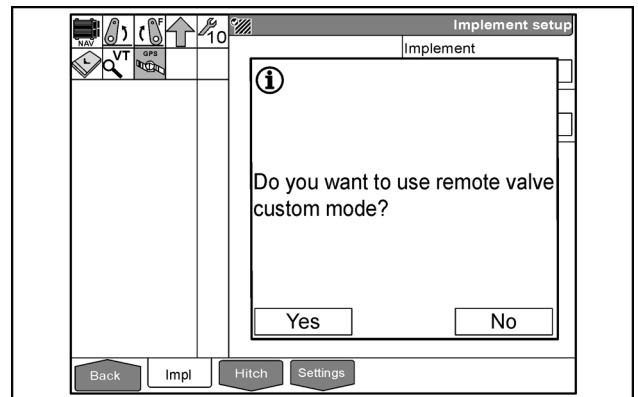 F
10
Implement setup
NAV
VT
GPS
Implement
L
i
Do you want to use remote valve
custom mode?
Yes
No
Back
Impl
Hitch
Settings